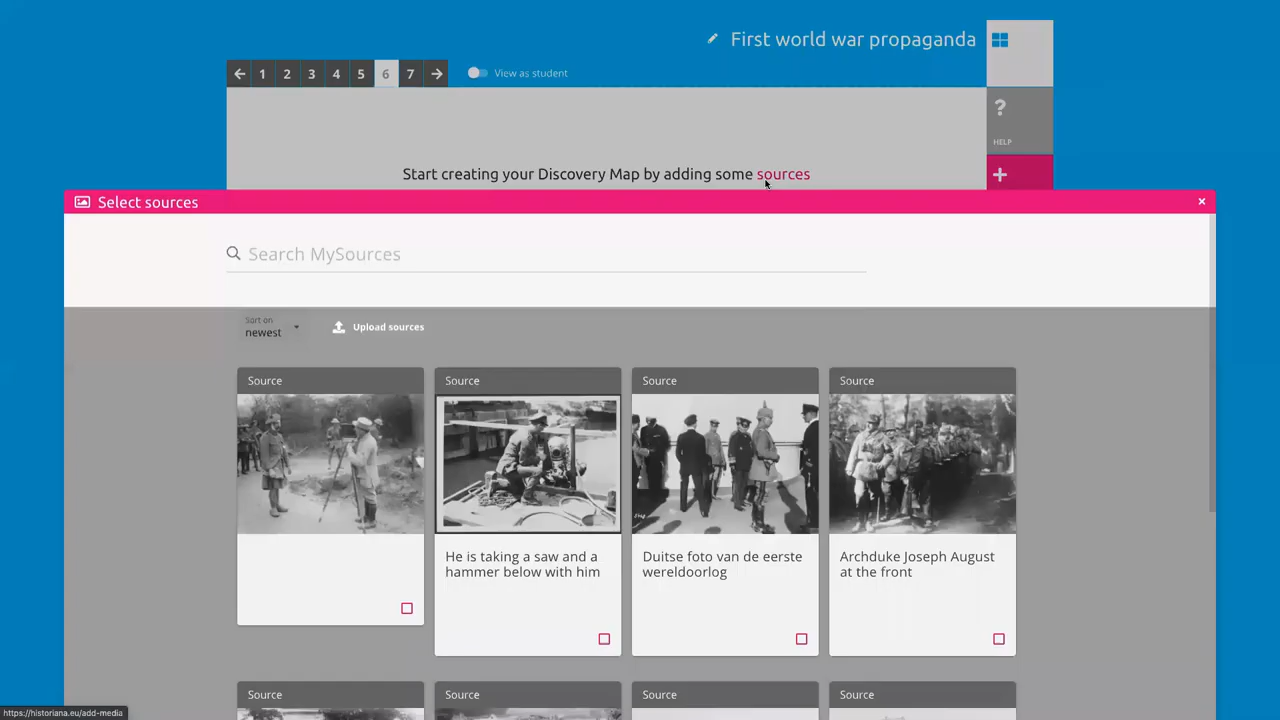 First world war propaganda
1 2 3 4 5 6 7
View as student
?
HELP
Start creating your Discovery Map by adding some sources
+
Select sources
×
Search MySources
Sort on
newest
Upload sources
Source
Source
Source
Source
He is taking a saw and a
hammer below with him
Duitse foto van de eerste
wereldoorlog
Archduke Joseph August
at the front
Source
Source
Source
Source
https://historiana.eu/add-media